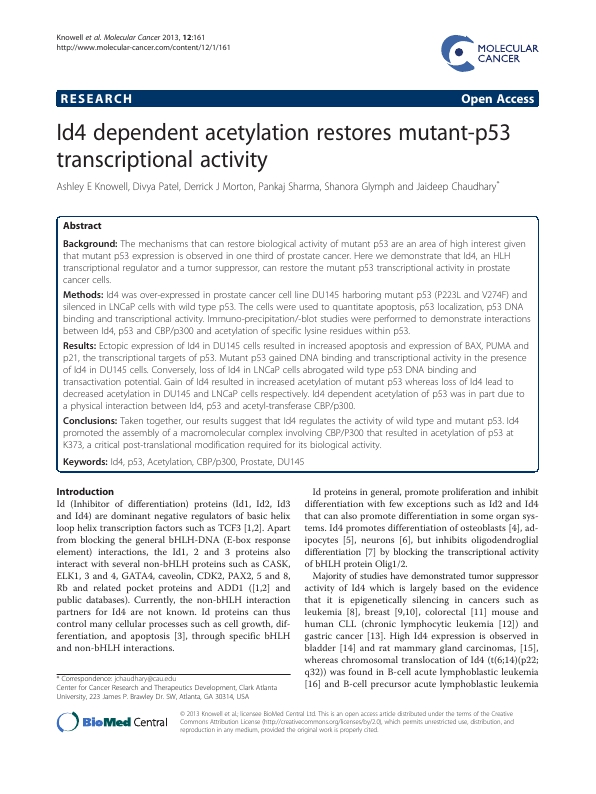 Knowell et al. Molecular Cancer 2013, 12:161
http://www.molecular-cancer.com/content/12/1/161
MOLECULAR
CANCER
RESEARCH
Open Access
Id4 dependent acetylation restores mutant-p53
transcriptional activity
Ashley E Knowell, Divya Patel, Derrick J Morton, Pankaj Sharma, Shanora Glymph and Jaideep Chaudhary*
Abstract
Background: The mechanisms that can restore biological activity of mutant p53 are an area of high interest given
that mutant p53 expression is observed in one third of prostate cancer. Here we demonstrate that Id4, an HLH
transcriptional regulator and a tumor suppressor, can restore the mutant p53 transcriptional activity in prostate
cancer cells.
Methods: Id4 was over-expressed in prostate cancer cell line DU145 harboring mutant p53 (P223L and V274F) and
silenced in LNCaP cells with wild type p53. The cells were used to quantitate apoptosis, p53 localization, p53 DNA
binding and transcriptional activity. Immuno-precipitation/-blot studies were performed to demonstrate interactions
between Id4, p53 and CBP/p300 and acetylation of specific lysine residues within p53.
Results: Ectopic expression of Id4 in DU145 cells resulted in increased apoptosis and expression of BAX, PUMA and
p21, the transcriptional targets of p53. Mutant p53 gained DNA binding and transcriptional activity in the presence
of Id4 in DU145 cells. Conversely, loss of Id4 in LNCaP cells abrogated wild type p53 DNA binding and
transactivation potential. Gain of Id4 resulted in increased acetylation of mutant p53 whereas loss of Id4 lead to
decreased acetylation in DU145 and LNCaP cells respectively. Id4 dependent acetylation of p53 was in part due to
a physical interaction between Id4, p53 and acetyl-transferase CBP/p300.
Conclusions: Taken together, our results suggest that Id4 regulates the activity of wild type and mutant p53. Id4
promoted the assembly of a macromolecular complex involving CBP/P300 that resulted in acetylation of p53 at
K373, a critical post-translational modification required for its biological activity.
Keywords: Id4, p53, Acetylation, CBP/p300, Prostate, DU145
Introduction
Id (Inhibitor of differentiation) proteins (Id1, Id2, Id3
and Id4) are dominant negative regulators of basic helix
loop helix transcription factors such as TCF3 [1,2]. Apart
from blocking the general bHLH-DNA (E-box response
element) interactions, the Id1, 2 and 3 proteins also
interact with several non-bHLH proteins such as CASK,
ELK1, 3 and 4, GATA4, caveolin, CDK2, PAX2, 5 and 8,
Rb and related pocket proteins and ADD1 ([1,2] and
public databases). Currently, the non-bHLH interaction
partners for Id4 are not known. Id proteins can thus
control many cellular processes such as cell growth, dif-
ferentiation, and apoptosis [3], through specific bHLH
and non-bHLH interactions.
Id proteins in general, promote proliferation and inhibit
differentiation with few exceptions such as Id2 and Id4
that can also promote differentiation in some organ sys-
tems. Id4 promotes differentiation of osteoblasts [4], ad-
ipocytes [5], neurons [6], but inhibits oligodendroglial
differentiation [7] by blocking the transcriptional activity
of bHLH protein Olig1/2.
Majority of studies have demonstrated tumor suppressor
activity of Id4 which is largely based on the evidence
that it is epigenetically silencing in cancers such as
leukemia [8], breast [9,10], colorectal [11] mouse and
human CLL (chronic lymphocytic leukemia [12]) and
gastric cancer [13]. High Id4 expression is observed in
bladder [14] and rat mammary gland carcinomas, [15],
whereas chromosomal translocation of Id4 (t(6;14)(p22;
q32)) was found in B-cell acute lymphoblastic leukemia
[16] and B-cell precursor acute lymphoblastic leukemia
* Correspondence: jchaudhary@cau.edu
Center for Cancer Research and Therapeutics Development, Clark Atlanta
University, 223 James P. Brawley Dr. SW, Atlanta, GA 30314, USA
BioMed Central
© 2013 Knowell et al.; licensee BioMed Central Ltd. This is an open access article distributed under the terms of the Creative
Commons Attribution License (http://creativecommons.org/licenses/by/2.0), which permits unrestricted use, distribution, and
reproduction in any medium, provided the original work is properly cited.